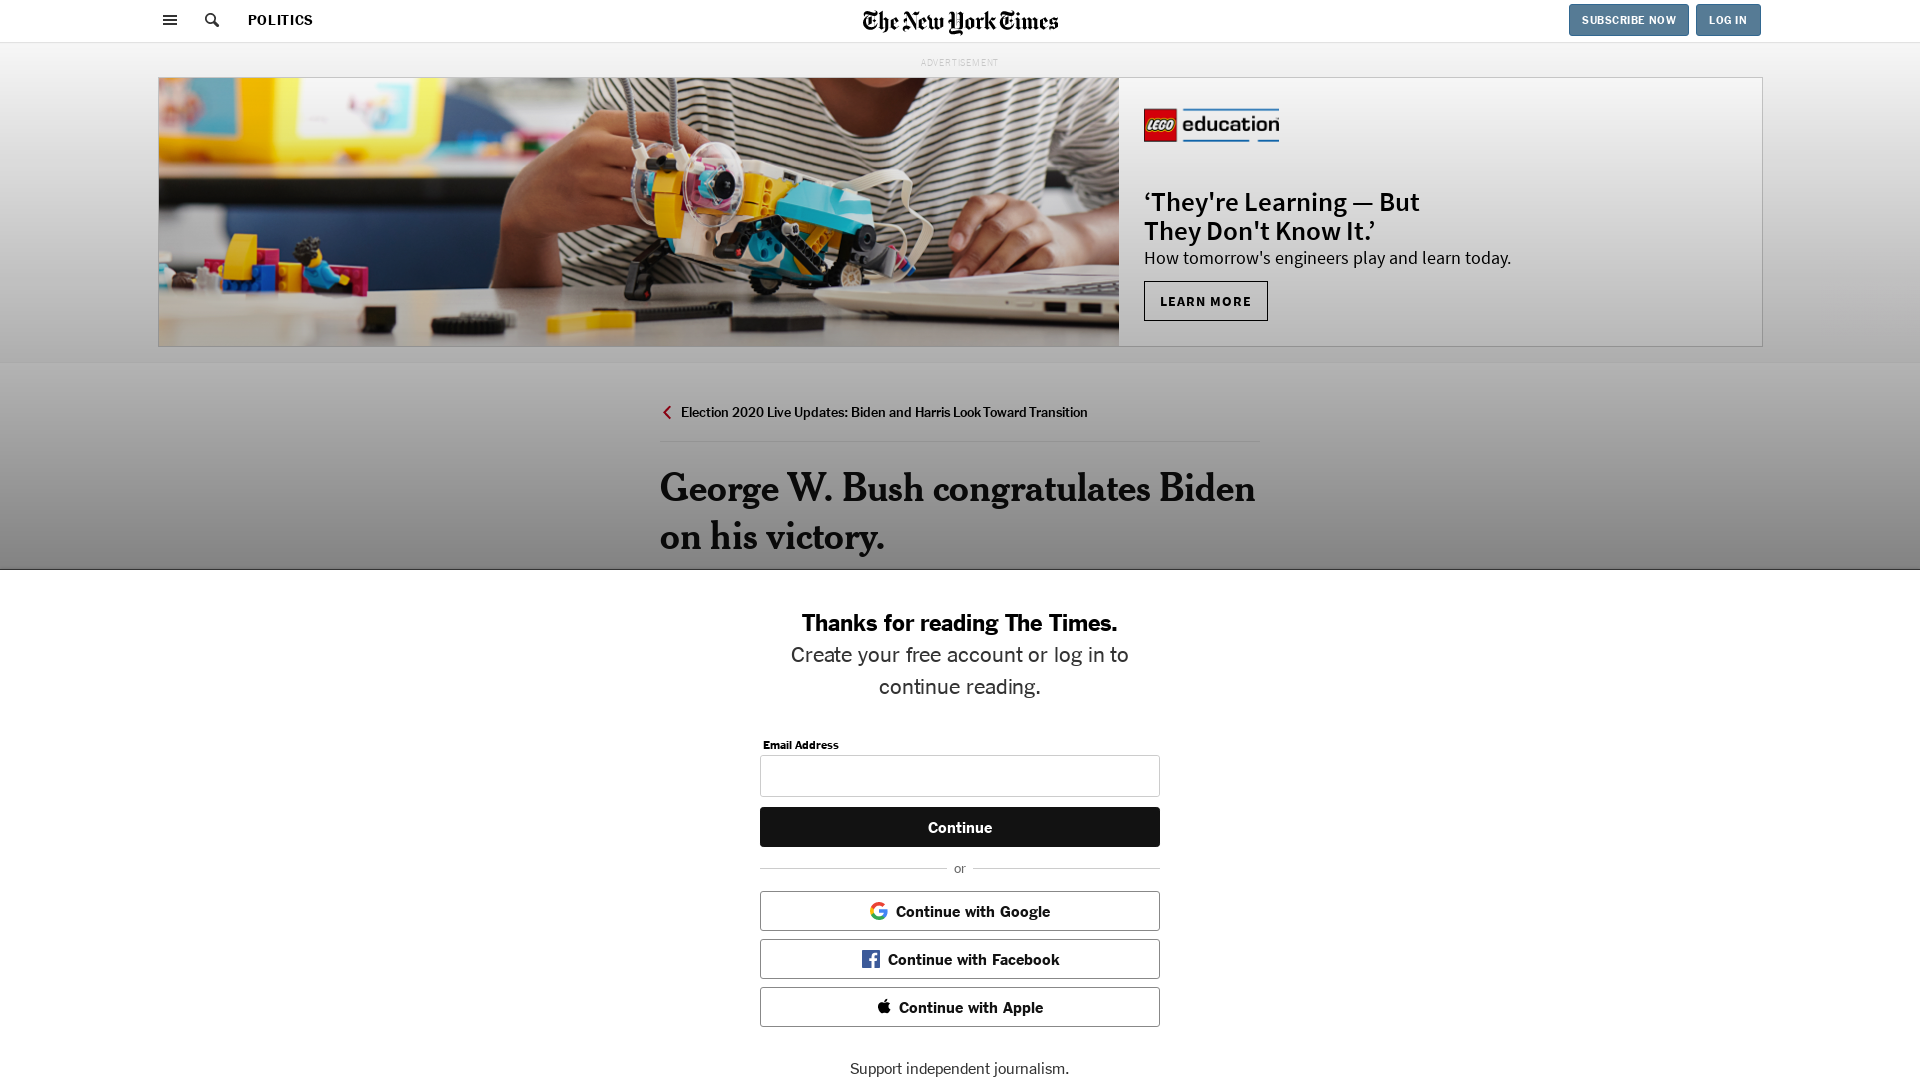 POLITICS
The New York Times
SUBSCRIBE NOW
LOG IN
ADVERTISEMENT
LEGO education
‘They're Learning — But
They Don't Know It.’
How tomorrow's engineers play and learn today.
LEARN MORE
Election 2020 Live Updates: Biden and Harris Look Toward Transition
George W. Bush congratulates Biden
on his victory.
Thanks for reading The Times.
Create your free account or log in to
continue reading.
Email Address
Continue
or
Continue with Google
Continue with Facebook
Continue with Apple
Support independent journalism.